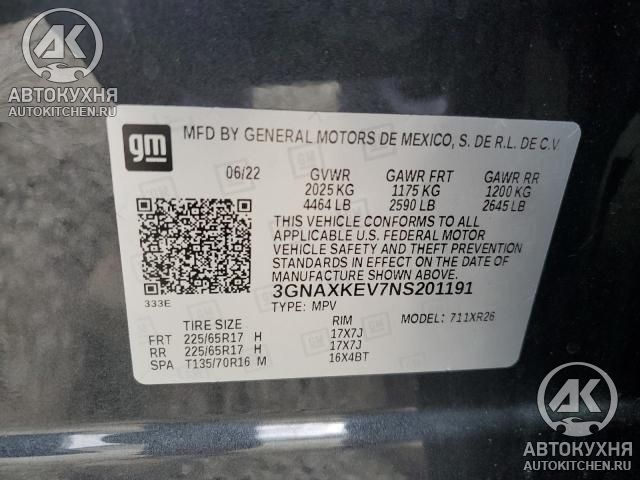 АВТОКУХНЯ
AUTOKITCHEN.RU
АВТОКУХНЯ
AUTOKITCHEN.RU
gm
MFD BY GENERAL MOTORS DE MEXICO, S. DE R.L. DE C.V.
06/22 GVWR GAWR FRT GAWR RR
2025 KG 1175 KG 1200 KG
4464 LB 2590 LB 2645 LB
THIS VEHICLE CONFORMS TO ALL
APPLICABLE U.S. FEDERAL MOTOR
VEHICLE SAFETY AND THEFT PREVENTION
STANDARDS IN EFFECT ON THE DATE OF
MANUFACTURE SHOWN ABOVE.
333E
3GNAXKEV7NS201191
TYPE: MPV MODEL: 711XR26
TIRE SIZE RIM
FRT 225/65R17 H 17X7J
RR 225/65R17 H 17X7J
SPA T135/70R16 M 16X4BT
АК
АВТОКУХНЯ
AUTOKITCHEN.RU